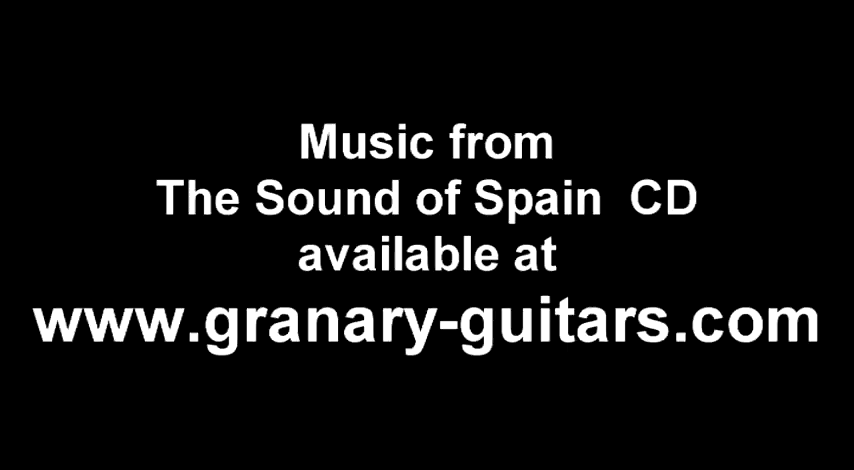 Music from
The Sound of Spain  CD
available at
www.granary-guitars.com